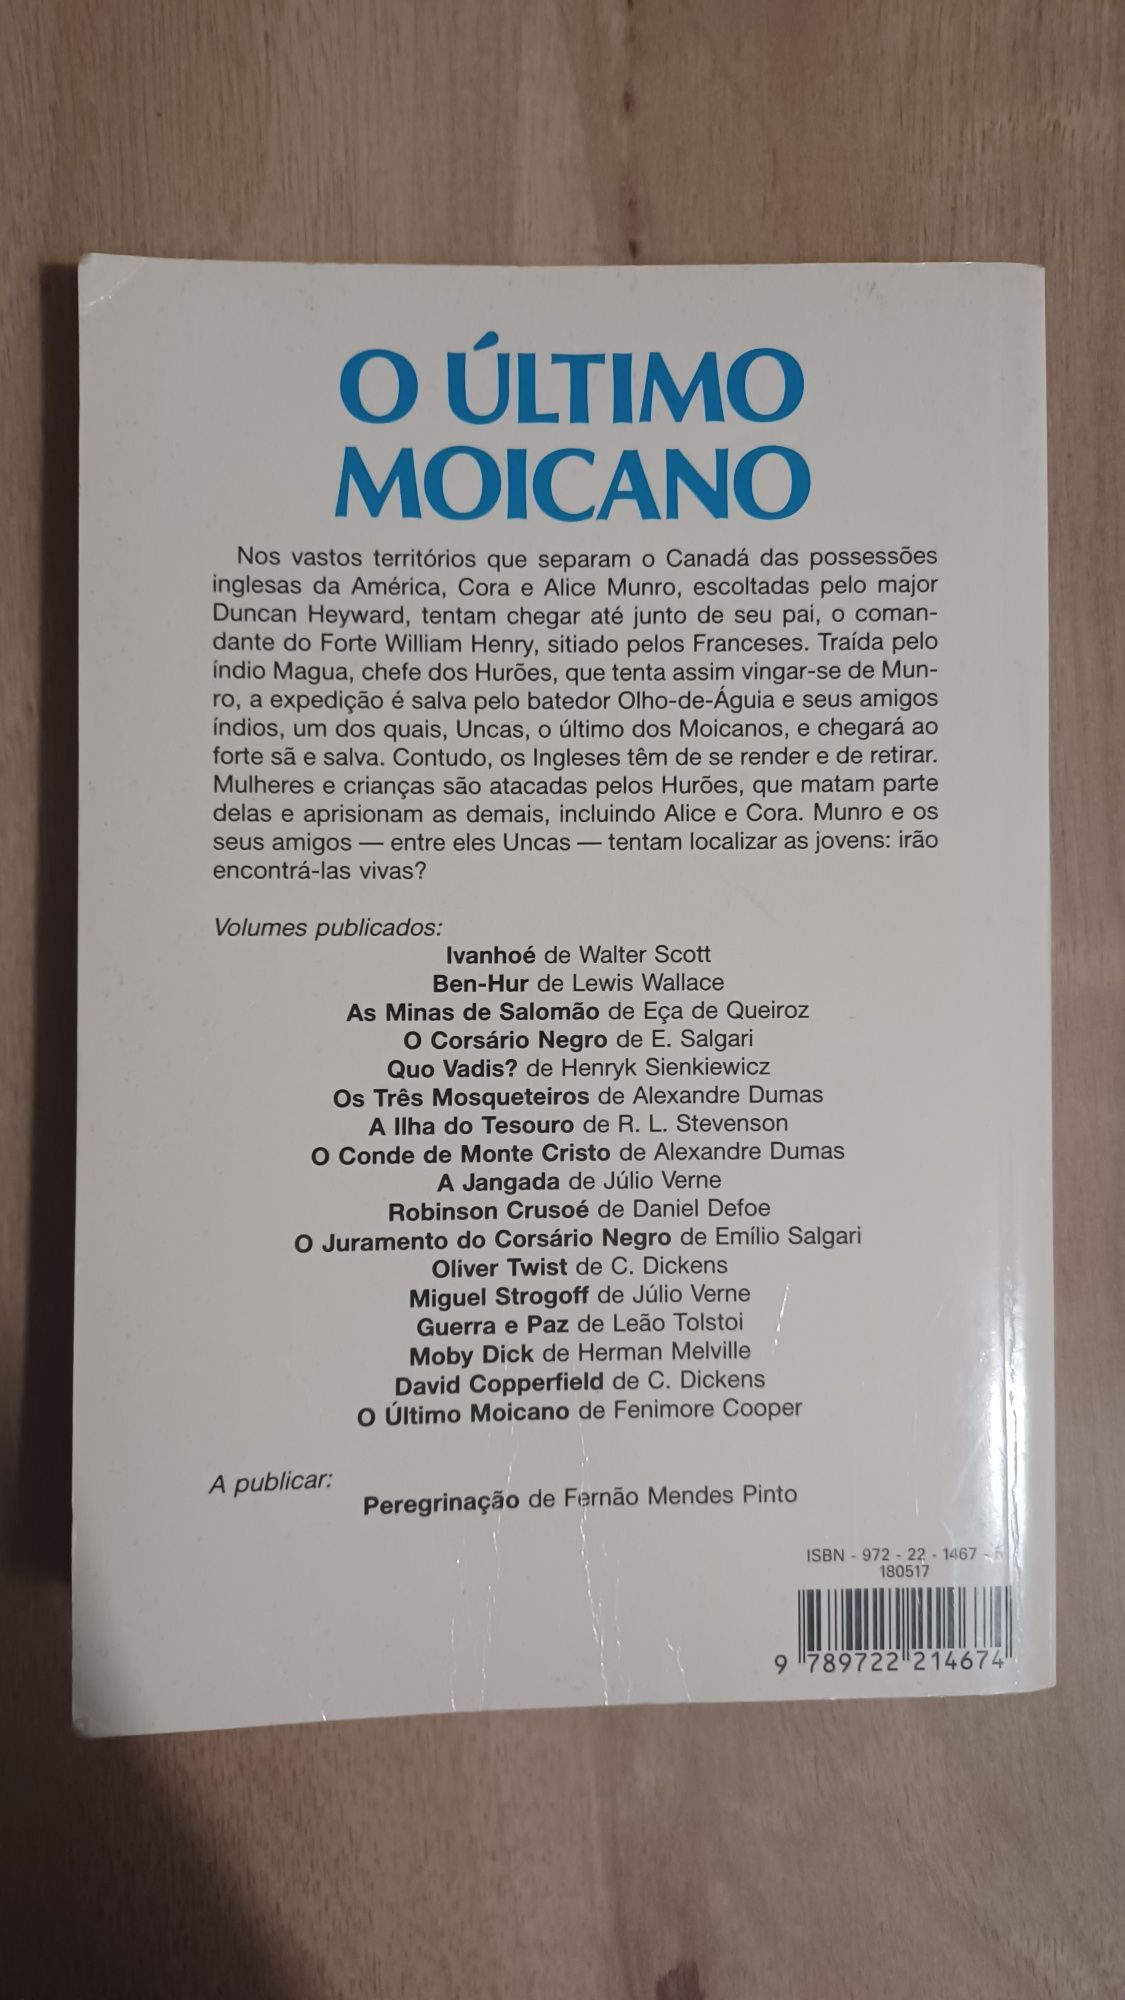 O ÚLTIMO
MOICANO
Nos vastos territórios que separam o Canadá das possessões
inglesas da América, Cora e Alice Munro, escoltadas pelo major
Duncan Heyward, tentam chegar até junto de seu pai, o coman-
dante do Forte William Henry, sitiado pelos Franceses. Traída pelo
índio Magua, chefe dos Hurões, que tenta assim vingar-se de Mun-
ro, a expedição é salva pelo batedor Olho-de-Águia e seus amigos
índios, um dos quais, Uncas, o último dos Moicanos, e chegará ao
forte sã e salva. Contudo, os Ingleses têm de se render e de retirar.
Mulheres e crianças são atacadas pelos Hurões, que matam parte
delas e aprisionam as demais, incluindo Alice e Cora. Munro e os
seus amigos — entre eles Uncas — tentam localizar as jovens: irão
encontrá-las vivas?
Volumes publicados:
Ivanhoé de Walter Scott
Ben-Hur de Lewis Wallace
As Minas de Salomão de Eça de Queiroz
O Corsário Negro de E. Salgari
Quo Vadis? de Henryk Sienkiewicz
Os Três Mosqueteiros de Alexandre Dumas
A Ilha do Tesouro de R. L. Stevenson
O Conde de Monte Cristo de Alexandre Dumas
A Jangada de Júlio Verne
Robinson Crusoé de Daniel Defoe
O Juramento do Corsário Negro de Emílio Salgari
Oliver Twist de C. Dickens
Miguel Strogoff de Júlio Verne
Guerra e Paz de Leão Tolstoi
Moby Dick de Herman Melville
David Copperfield de C. Dickens
O Último Moicano de Fenimore Cooper
A publicar:
Peregrinação de Fernão Mendes Pinto
ISBN - 972 - 22 - 1467 -
180517
9 789722 214674